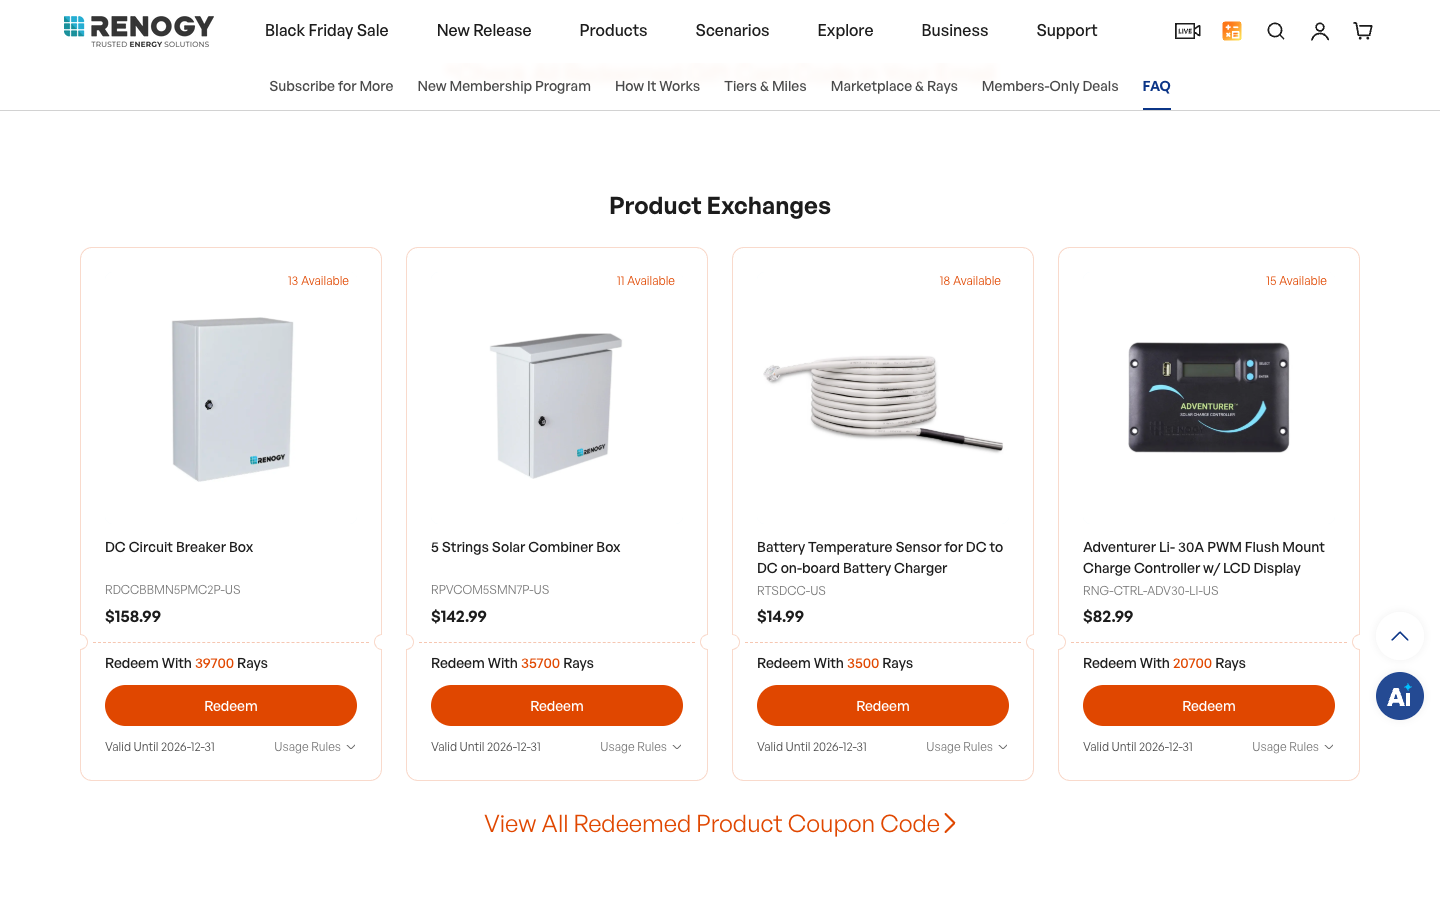 RENOGY
TRUSTED ENERGY SOLUTIONS
Black Friday Sale
New Release
Products
Scenarios
Explore
Business
Support
LIVE
Subscribe for More
New Membership Program
How It Works
Tiers & Miles
Marketplace & Rays
Members-Only Deals
FAQ
Product Exchanges
13 Available
RENOGY
DC Circuit Breaker Box
RDCCBBMN5PMC2P-US
$158.99
Redeem With 39700 Rays
Redeem
Valid Until 2026-12-31
Usage Rules
11 Available
RENOGY
5 Strings Solar Combiner Box
RPVCOM5SMN7P-US
$142.99
Redeem With 35700 Rays
Redeem
Valid Until 2026-12-31
Usage Rules
18 Available
Battery Temperature Sensor for DC to
DC on-board Battery Charger
RTSDCC-US
$14.99
Redeem With 3500 Rays
Redeem
Valid Until 2026-12-31
Usage Rules
15 Available
SELECT
ENTER
ADVENTURER™
SOLAR CHARGE CONTROLLER
Adventurer Li- 30A PWM Flush Mount
Charge Controller w/ LCD Display
RNG-CTRL-ADV30-LI-US
$82.99
Redeem With 20700 Rays
Redeem
Valid Until 2026-12-31
Usage Rules
Ai
View All Redeemed Product Coupon Code